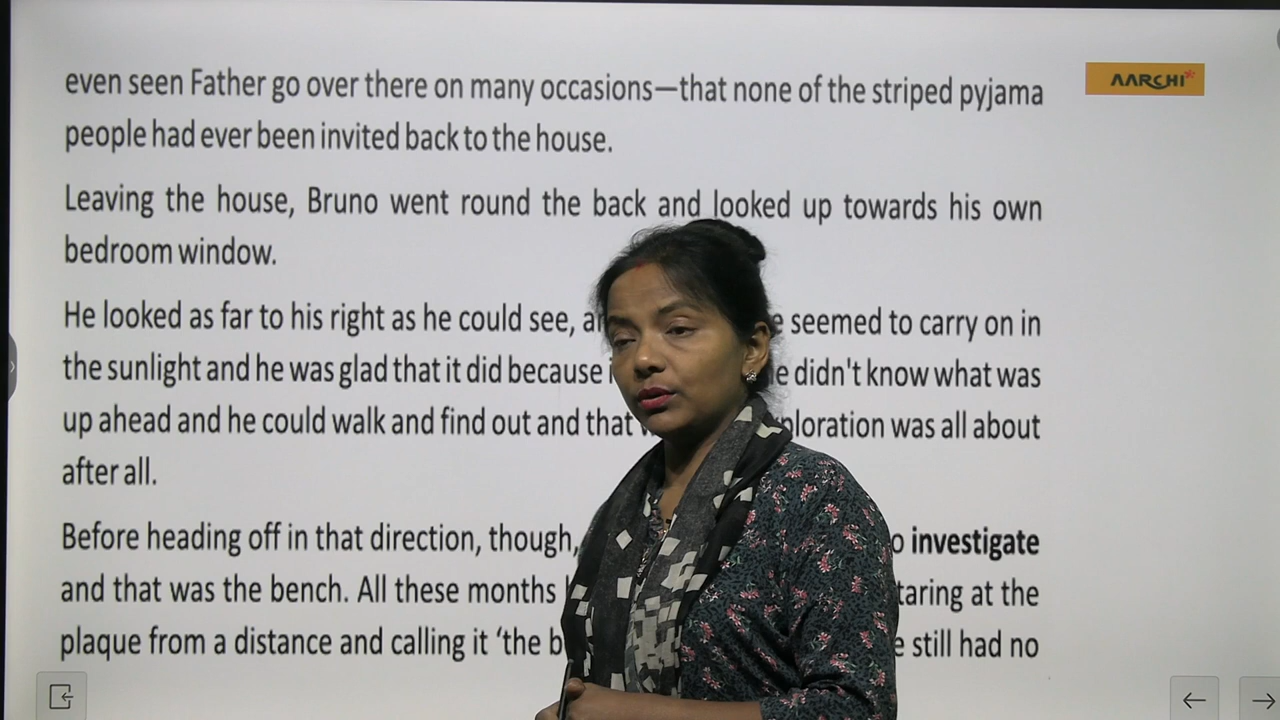 even seen Father go over there on many occasions—that none of the striped pyjama
AARCHI
people had ever been invited back to the house.
Leaving the house, Bruno went round the back and looked up towards his own
bedroom window.
He looked as far to his right as he could see, seemed to carry on in
the sunlight and he was glad that it did because didn't know what was
up ahead and he could walk and find out and that was all about
after all.
Before heading off in that direction, though, investigate
and that was the bench. All these months at the
plaque from a distance and calling it ‘the still had no